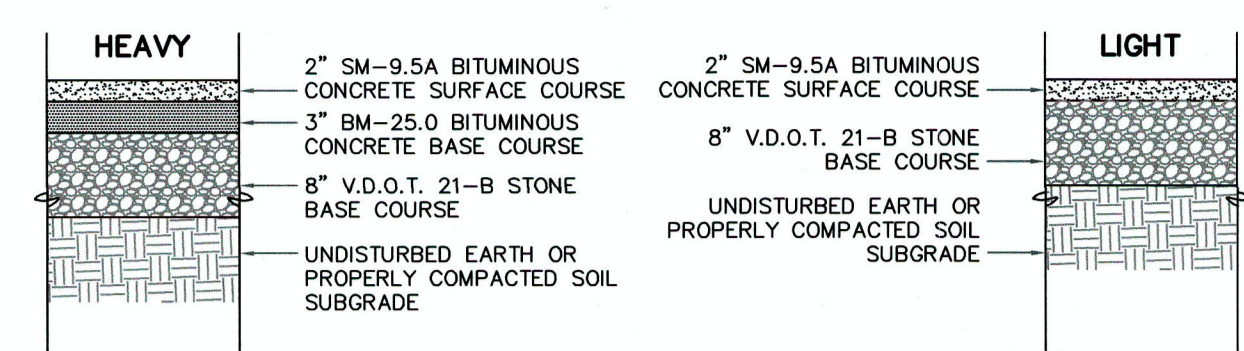 HEAVY
2" SM-9.5A BITUMINOUS
CONCRETE SURFACE COURSE
3" BM-25.0 BITUMINOUS
CONCRETE BASE COURSE
8" V.D.O.T. 21-B STONE
BASE COURSE
UNDISTURBED EARTH OR
PROPERLY COMPACTED SOIL
SUBGRADE
LIGHT
2" SM-9.5A BITUMINOUS
CONCRETE SURFACE COURSE
8" V.D.O.T. 21-B STONE
BASE COURSE
UNDISTURBED EARTH OR
PROPERLY COMPACTED SOIL
SUBGRADE